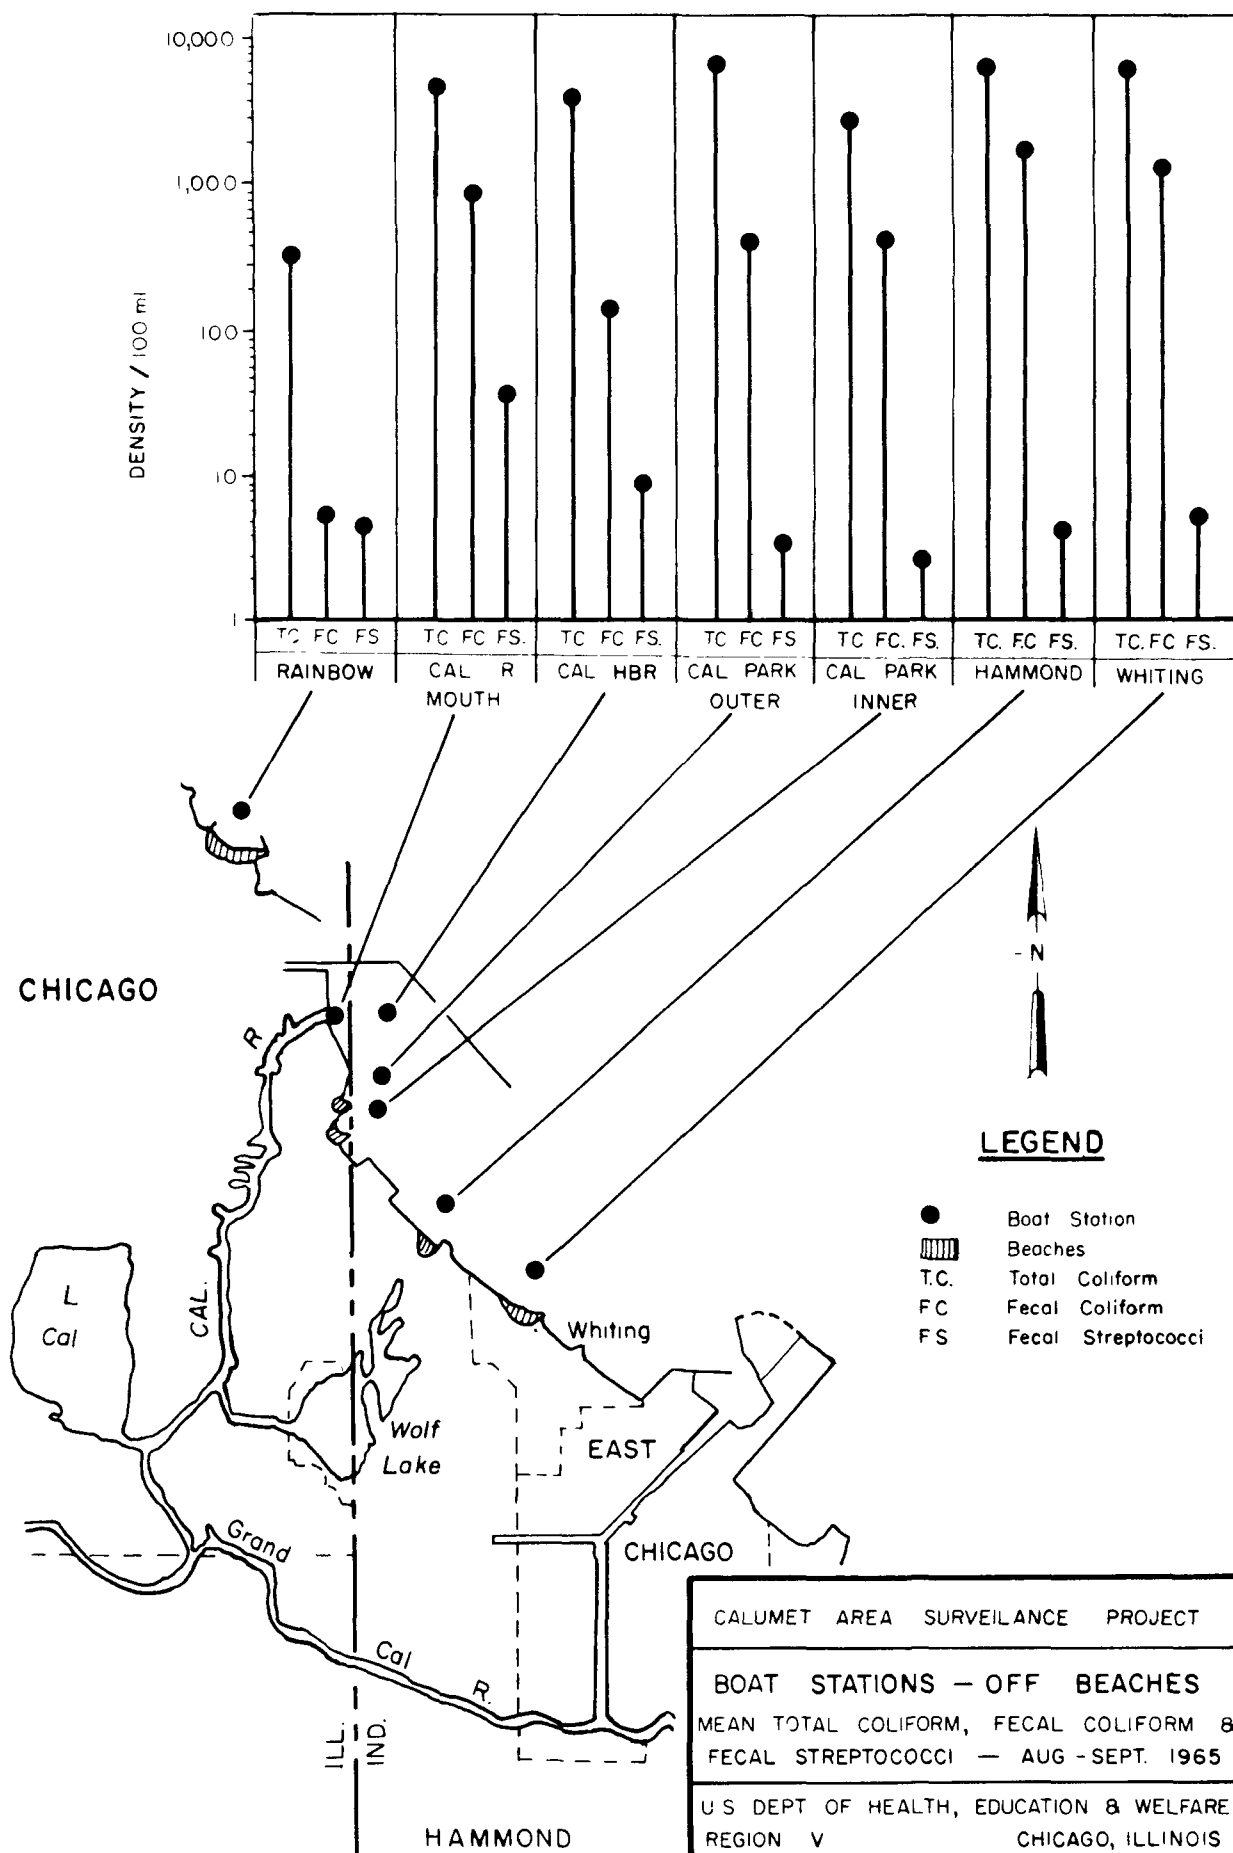 10,000
1,000
100
10
1
DENSITY / 100 ml
TC FC FS
TC FC FS.
TC FC FS.
TC FC FS
TC FC. FS.
TC. F.C FS.
TC. FC FS.
RAINBOW
CAL R
MOUTH
CAL HBR
CAL PARK
OUTER
CAL PARK
INNER
HAMMOND
WHITING
CHICAGO
R
CAL.
L
Cal
Wolf
Lake
Whiting
EAST
CHICAGO
Grand
Cal
R.
ILL.
IND.
HAMMOND
N
LEGEND
Boat Station
Beaches
T.C. Total Coliform
FC Fecal Coliform
FS Fecal Streptococci
CALUMET AREA SURVEILANCE PROJECT
BOAT STATIONS — OFF BEACHES
MEAN TOTAL COLIFORM, FECAL COLIFORM &
FECAL STREPTOCOCCI — AUG - SEPT. 1965
U S DEPT OF HEALTH, EDUCATION & WELFARE
REGION V CHICAGO, ILLINOIS